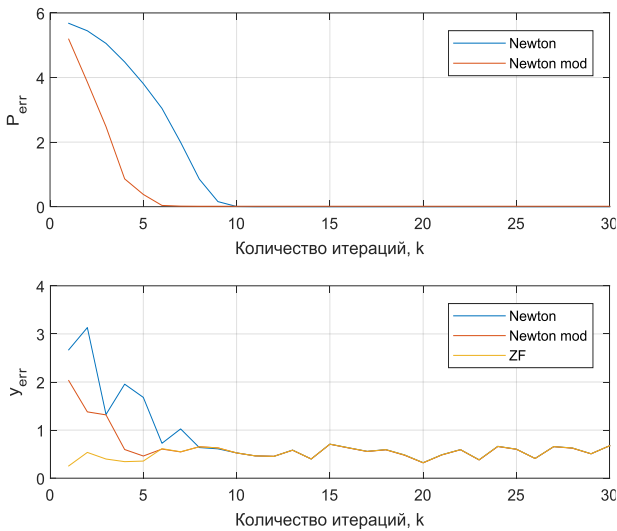 6
4
2
0
P_err
Newton
Newton mod
0 5 10 15 20 25 30
Количество итераций, k
4
3
2
1
0
y_err
Newton
Newton mod
ZF
0 5 10 15 20 25 30
Количество итераций, k